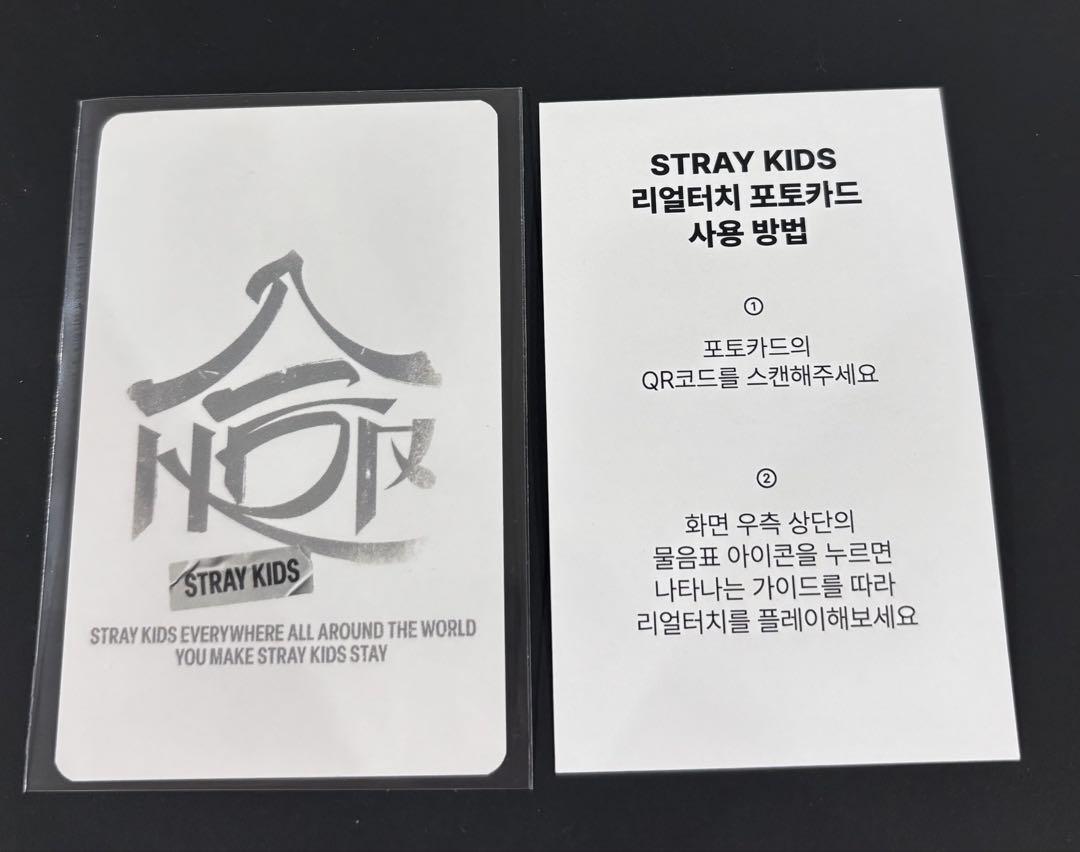 STRAY KIDS
STRAY KIDS EVERYWHERE ALL AROUND THE WORLD
YOU MAKE STRAY KIDS STAY
STRAY KIDS
리얼터치 포토카드
사용 방법
①
포토카드의
QR코드를 스캔해주세요
②
화면 우측 상단의
물음표 아이콘을 누르면
나타나는 가이드를 따라
리얼터치를 플레이해보세요